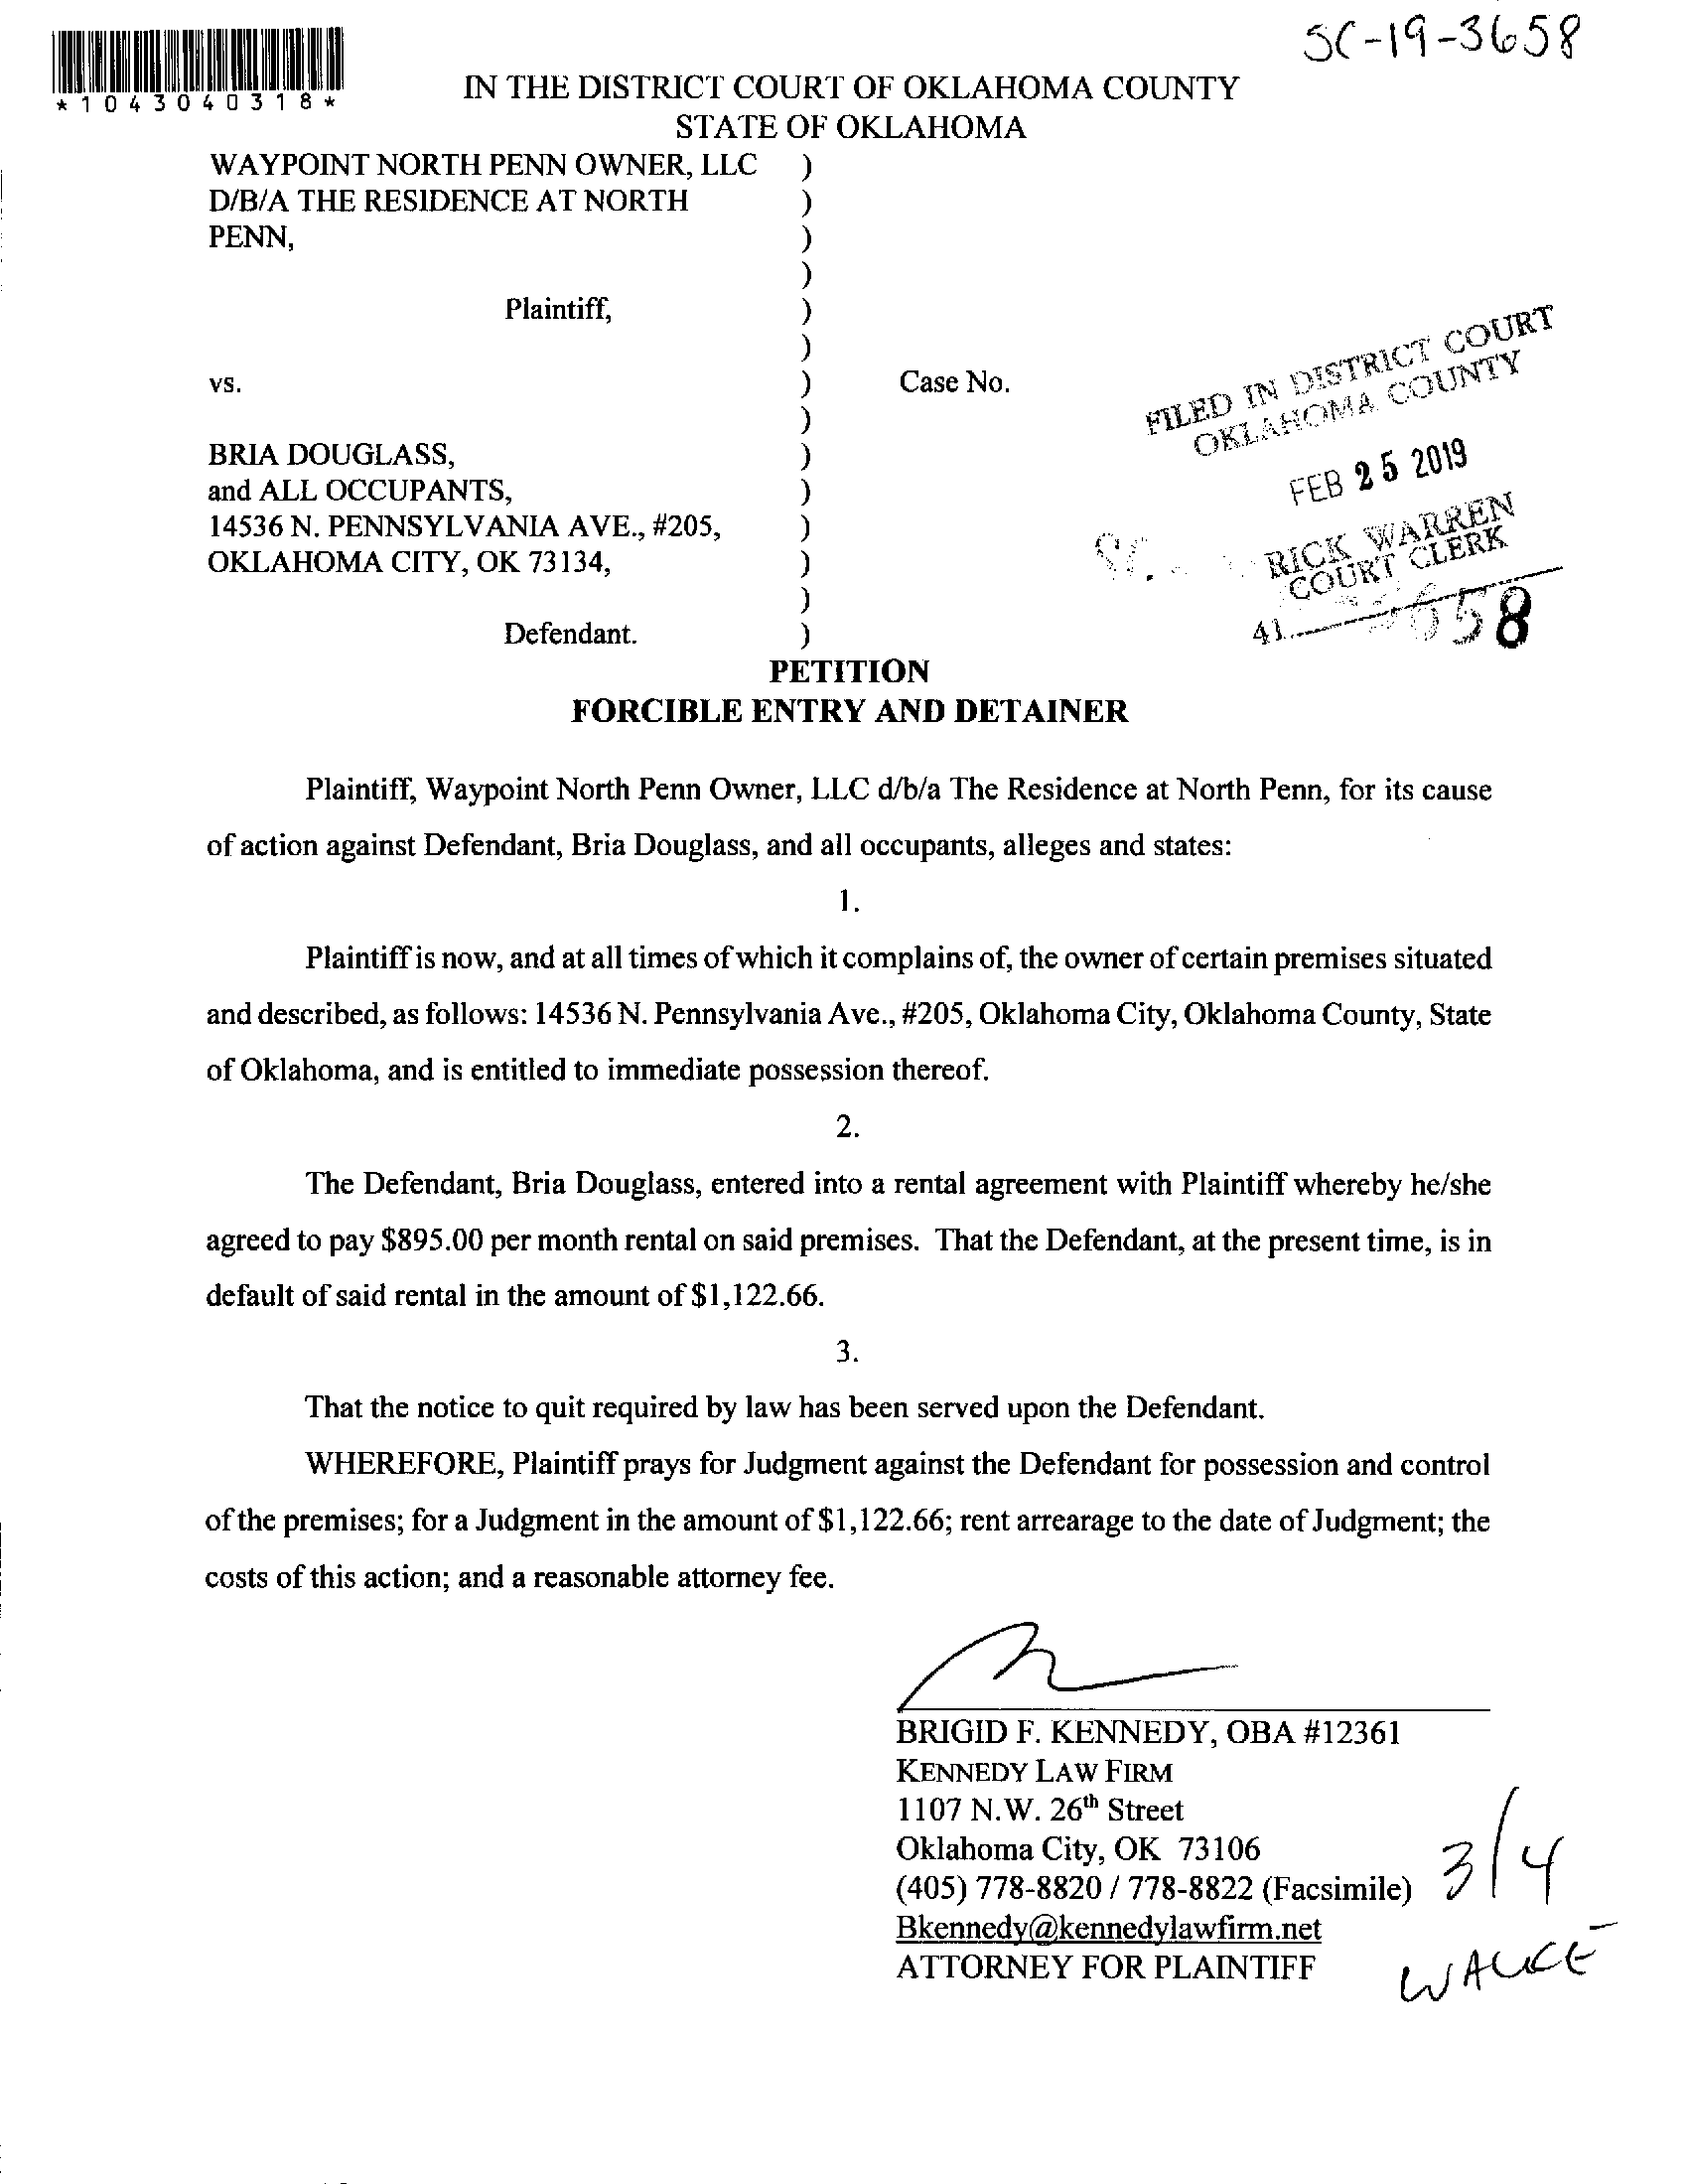 SC-19-3658
*1043040318*
IN THE DISTRICT COURT OF OKLAHOMA COUNTY
STATE OF OKLAHOMA
WAYPOINT NORTH PENN OWNER, LLC )
D/B/A THE RESIDENCE AT NORTH )
PENN, )
)
Plaintiff, )
)
vs. ) Case No.
)
BRIA DOUGLASS, )
and ALL OCCUPANTS, )
14536 N. PENNSYLVANIA AVE., #205, )
OKLAHOMA CITY, OK 73134, )
)
Defendant. )
FILED IN DISTRICT COURT
OKLAHOMA COUNTY
FEB 25 2019
RICK WARREN
COURT CLERK
41
658
PETITION
FORCIBLE ENTRY AND DETAINER
Plaintiff, Waypoint North Penn Owner, LLC d/b/a The Residence at North Penn, for its cause
of action against Defendant, Bria Douglass, and all occupants, alleges and states:
1.
Plaintiff is now, and at all times of which it complains of, the owner of certain premises situated
and described, as follows: 14536 N. Pennsylvania Ave., #205, Oklahoma City, Oklahoma County, State
of Oklahoma, and is entitled to immediate possession thereof.
2.
The Defendant, Bria Douglass, entered into a rental agreement with Plaintiff whereby he/she
agreed to pay $895.00 per month rental on said premises. That the Defendant, at the present time, is in
default of said rental in the amount of $1,122.66.
3.
That the notice to quit required by law has been served upon the Defendant.
WHEREFORE, Plaintiff prays for Judgment against the Defendant for possession and control
of the premises; for a Judgment in the amount of $1,122.66; rent arrearage to the date of Judgment; the
costs of this action; and a reasonable attorney fee.
BRIGID F. KENNEDY, OBA #12361
KENNEDY LAW FIRM
1107 N.W. 26th Street
Oklahoma City, OK 73106
(405) 778-8820 / 778-8822 (Facsimile)
Bkennedy@kennedylawfirm.net
ATTORNEY FOR PLAINTIFF
3/4